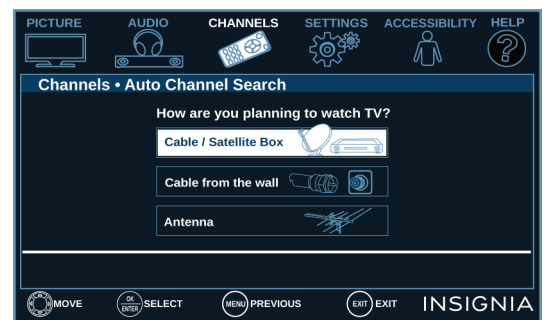 PICTURE AUDIO CHANNELS SETTINGS ACCESSIBILITY HELP
?
Channels • Auto Channel Search
How are you planning to watch TV?
Cable / Satellite Box
Cable from the wall
Antenna
MOVE OK ENTER SELECT MENU PREVIOUS EXIT EXIT INSIGNIA